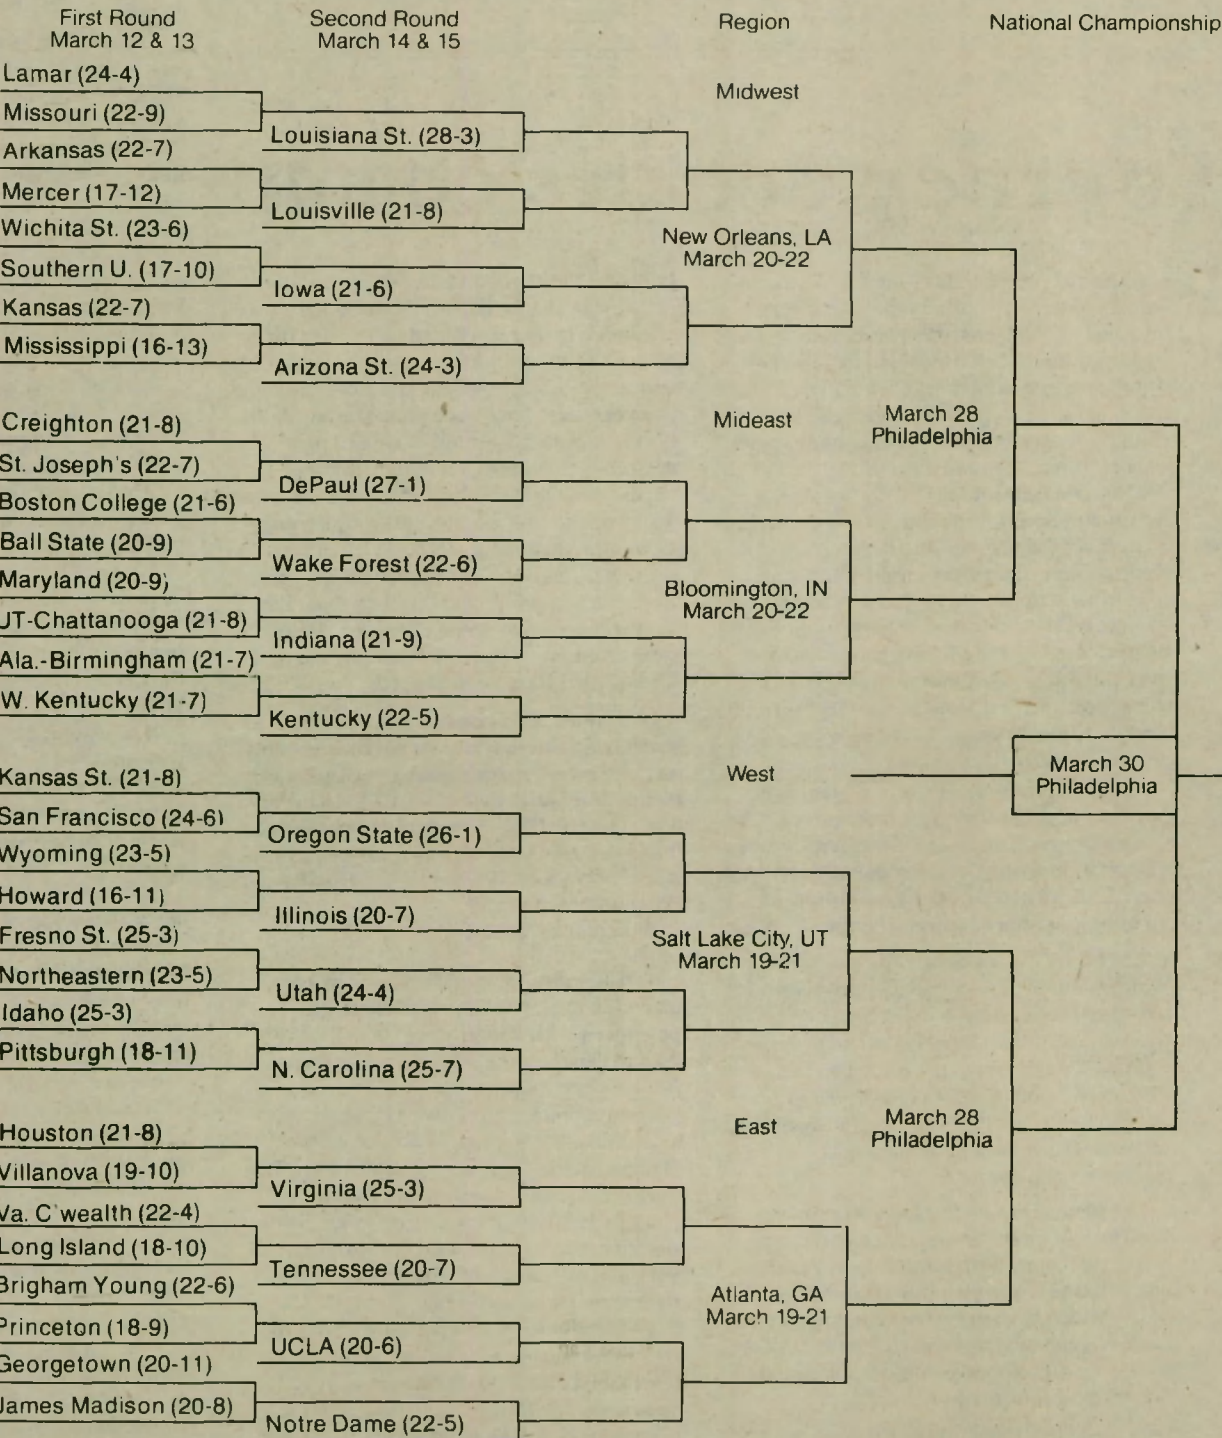 First Round
March 12 & 13
Second Round
March 14 & 15
Region
National Championship
Lamar (24-4)
Missouri (22-9)
Arkansas (22-7)
Mercer (17-12)
Wichita St. (23-6)
Southern U. (17-10)
Kansas (22-7)
Mississippi (16-13)
Louisiana St. (28-3)
Louisville (21-8)
Iowa (21-6)
Arizona St. (24-3)
Midwest
New Orleans, LA
March 20-22
Creighton (21-8)
St. Joseph's (22-7)
Boston College (21-6)
Ball State (20-9)
Maryland (20-9)
UT-Chattanooga (21-8)
Ala.-Birmingham (21-7)
W. Kentucky (21-7)
DePaul (27-1)
Wake Forest (22-6)
Indiana (21-9)
Kentucky (22-5)
Mideast
Bloomington, IN
March 20-22
March 28
Philadelphia
Kansas St. (21-8)
San Francisco (24-6)
Wyoming (23-5)
Howard (16-11)
Fresno St. (25-3)
Northeastern (23-5)
Idaho (25-3)
Pittsburgh (18-11)
Oregon State (26-1)
Illinois (20-7)
Utah (24-4)
N. Carolina (25-7)
West
Salt Lake City, UT
March 19-21
March 30
Philadelphia
Houston (21-8)
Villanova (19-10)
Va. C'wealth (22-4)
Long Island (18-10)
Brigham Young (22-6)
Princeton (18-9)
Georgetown (20-11)
James Madison (20-8)
Virginia (25-3)
Tennessee (20-7)
UCLA (20-6)
Notre Dame (22-5)
East
Atlanta, GA
March 19-21
March 28
Philadelphia